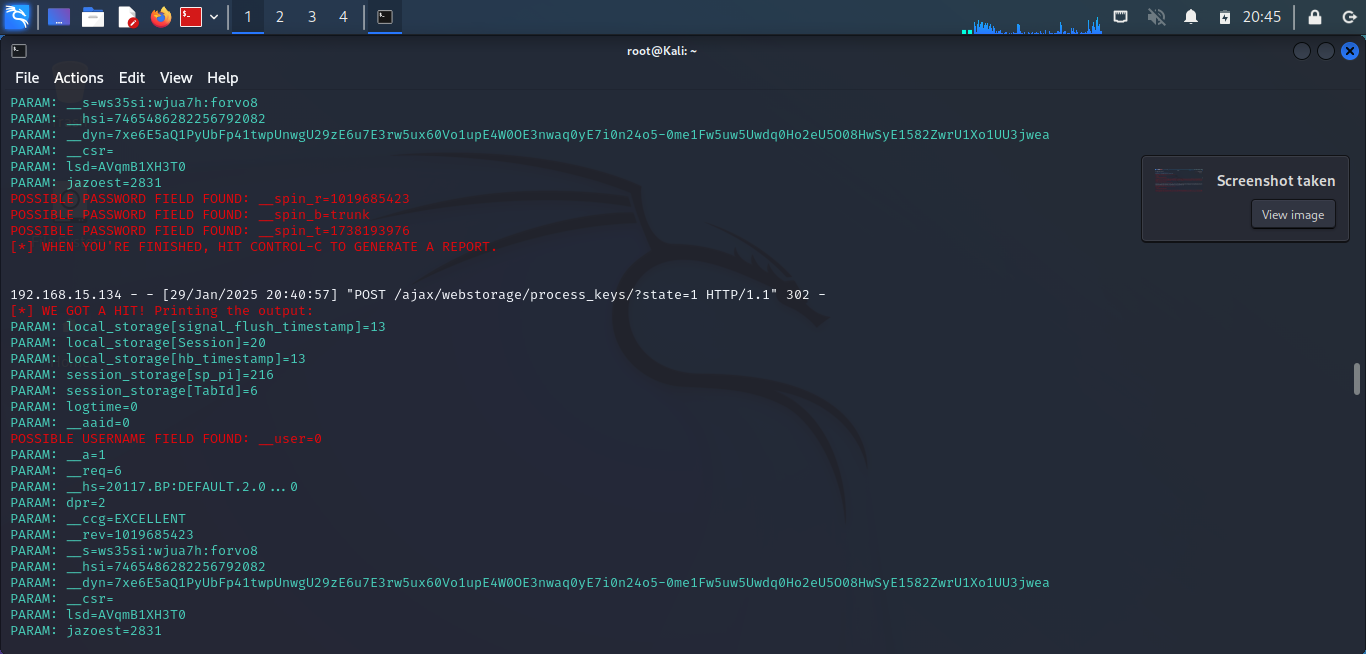 1 2 3 4 20:45
root@Kali: ~
File Actions Edit View Help
PARAM: __s=ws35si:wjua7h:forvo8
PARAM: __hsi=7465486282256792082
PARAM: __dyn=7xe6E5aQ1PyUbFp41twpUnwgU29zE6u7E3rw5ux60Vo1upE4W0OE3nwaq0yE7i0n24o5-0me1Fw5uw5Uwdq0Ho2eU5O08HwSyE1582ZwrU1Xo1UU3jwea
PARAM: __csr=
PARAM: lsd=AVqmB1XH3T0
PARAM: jazoest=2831
POSSIBLE PASSWORD FIELD FOUND: __spin_r=1019685423
POSSIBLE PASSWORD FIELD FOUND: __spin_b=trunk
POSSIBLE PASSWORD FIELD FOUND: __spin_t=1738193976
[*] WHEN YOU'RE FINISHED, HIT CONTROL-C TO GENERATE A REPORT.
Screenshot taken
View image
192.168.15.134 - - [29/Jan/2025 20:40:57] "POST /ajax/webstorage/process_keys/?state=1 HTTP/1.1" 302 -
[*] WE GOT A HIT! Printing the output:
PARAM: local_storage[signal_flush_timestamp]=13
PARAM: local_storage[Session]=20
PARAM: local_storage[hb_timestamp]=13
PARAM: session_storage[sp_pi]=216
PARAM: session_storage[TabId]=6
PARAM: logtime=0
PARAM: __aaid=0
POSSIBLE USERNAME FIELD FOUND: __user=0
PARAM: __a=1
PARAM: __req=6
PARAM: __hs=20117.BP:DEFAULT.2.0...0
PARAM: dpr=2
PARAM: __ccg=EXCELLENT
PARAM: __rev=1019685423
PARAM: __s=ws35si:wjua7h:forvo8
PARAM: __hsi=7465486282256792082
PARAM: __dyn=7xe6E5aQ1PyUbFp41twpUnwgU29zE6u7E3rw5ux60Vo1upE4W0OE3nwaq0yE7i0n24o5-0me1Fw5uw5Uwdq0Ho2eU5O08HwSyE1582ZwrU1Xo1UU3jwea
PARAM: __csr=
PARAM: lsd=AVqmB1XH3T0
PARAM: jazoest=2831